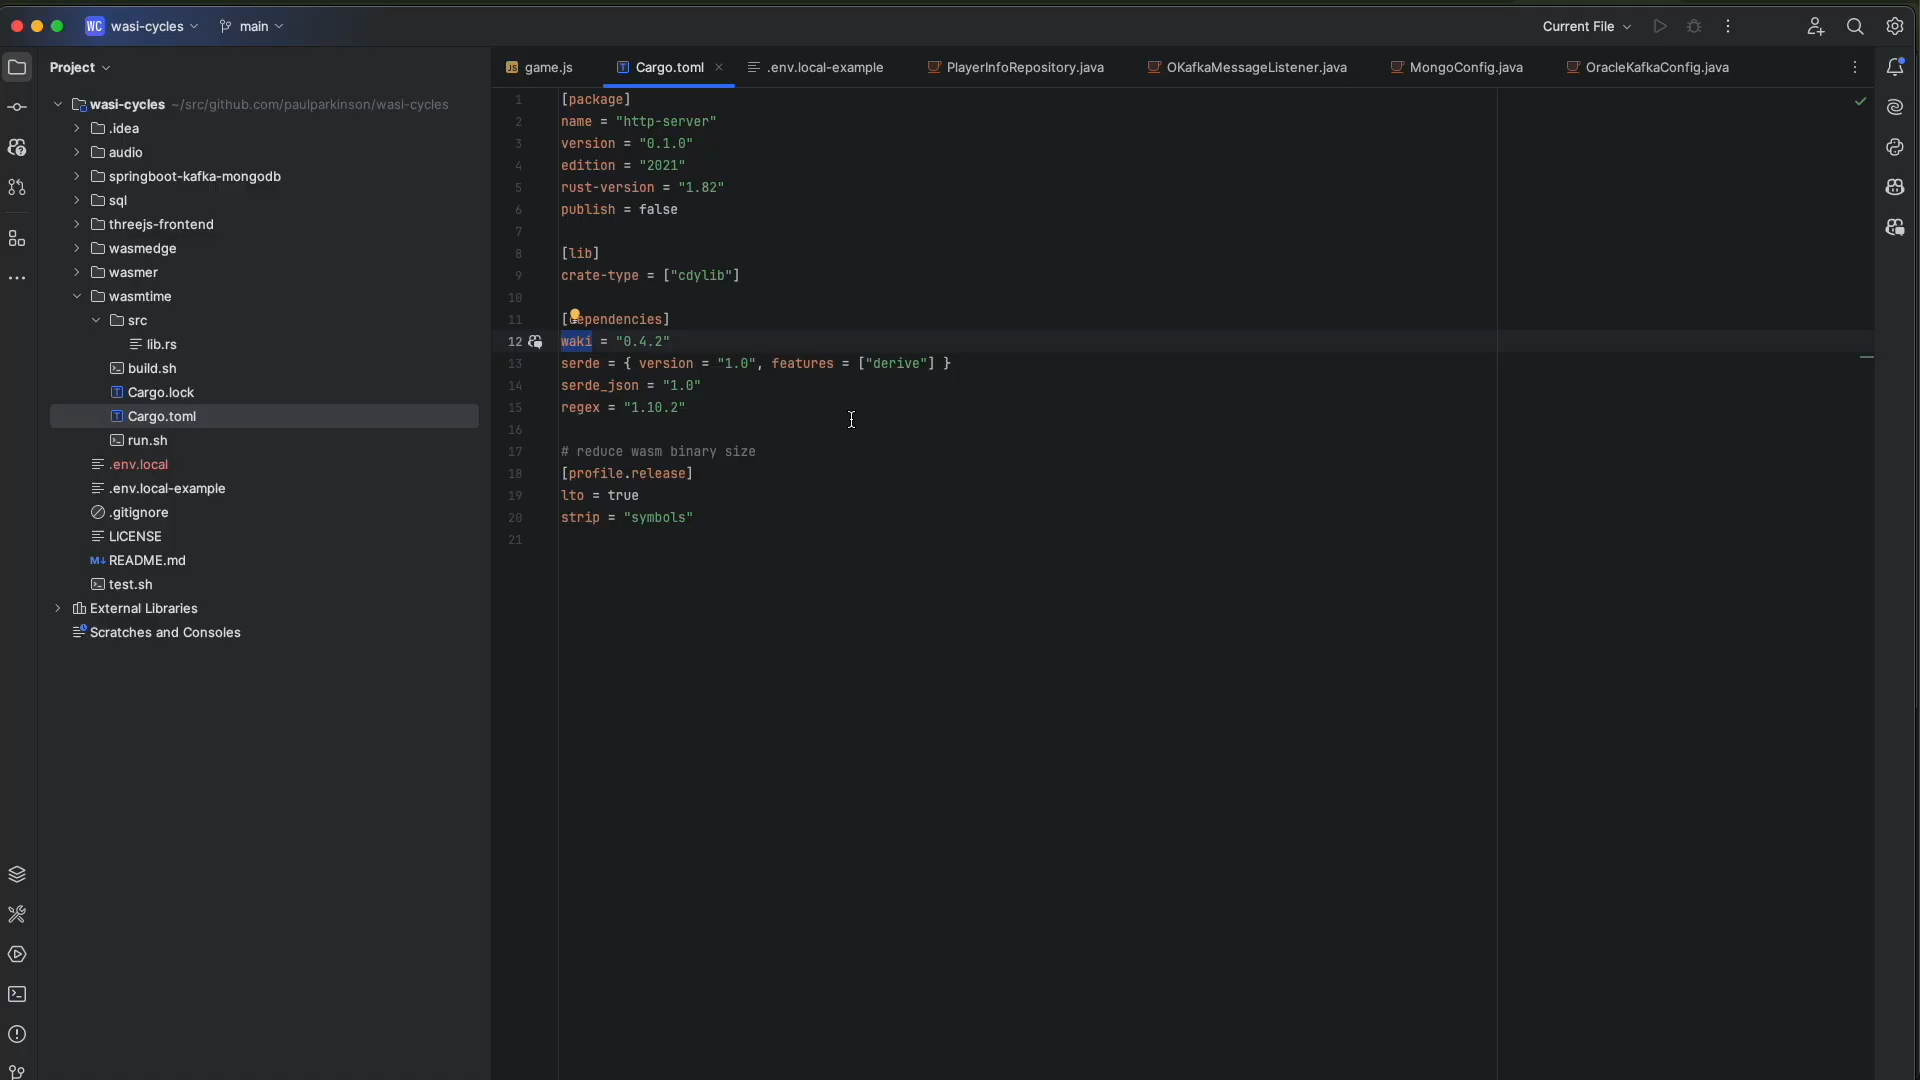 WC wasi-cycles main Current File
Project
JS game.js Cargo.toml .env.local-example PlayerInfoRepository.java OKafkaMessageListener.java MongoConfig.java OracleKafkaConfig.java
wasi-cycles ~/src/github.com/paulparkinson/wasi-cycles
.idea
audio
springboot-kafka-mongodb
sql
threejs-frontend
wasmedge
wasmer
wasmtime
src
lib.rs
build.sh
Cargo.lock
Cargo.toml
run.sh
.env.local
.env.local-example
.gitignore
LICENSE
M↓ README.md
test.sh
External Libraries
Scratches and Consoles
1 [package]
2 name = "http-server"
3 version = "0.1.0"
4 edition = "2021"
5 rust-version = "1.82"
6 publish = false
7
8 [lib]
9 crate-type = ["cdylib"]
10
11 [dependencies]
12 waki = "0.4.2"
13 serde = { version = "1.0", features = ["derive"] }
14 serde_json = "1.0"
15 regex = "1.10.2"
16
17 # reduce wasm binary size
18 [profile.release]
19 lto = true
20 strip = "symbols"
21